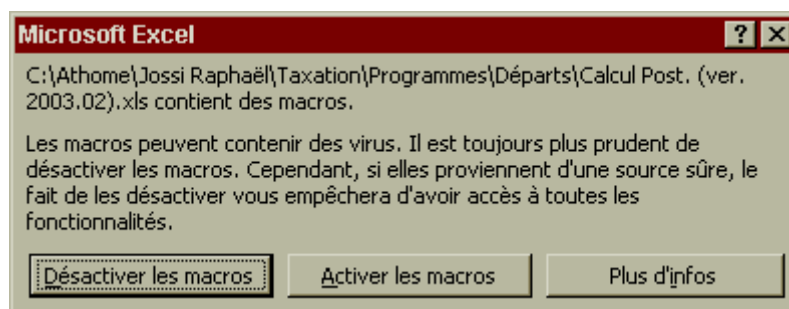 Microsoft Excel
C:\Athome\Jossi Raphaël\Taxation\Programmes\Départs\Calcul Post. (ver.
2003.02).xls contient des macros.
Les macros peuvent contenir des virus. Il est toujours plus prudent de
désactiver les macros. Cependant, si elles proviennent d'une source sûre, le
fait de les désactiver vous empêchera d'avoir accès à toutes les
fonctionnalités.
Désactiver les macros Activer les macros Plus d'infos